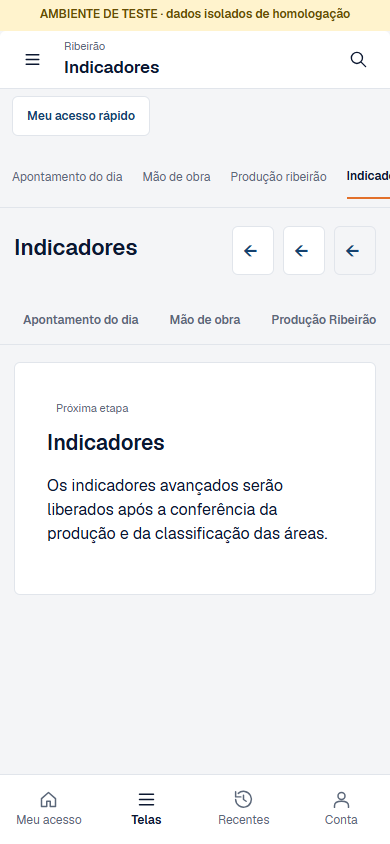 AMBIENTE DE TESTE · dados isolados de homologação
Ribeirão
Indicadores
Meu acesso rápido
Apontamento do dia
Mão de obra
Produção ribeirão
Indicad
Indicadores
Apontamento do dia
Mão de obra
Produção Ribeirão
Próxima etapa
Indicadores
Os indicadores avançados serão
liberados após a conferência da
produção e da classificação das áreas.
Meu acesso
Telas
Recentes
Conta